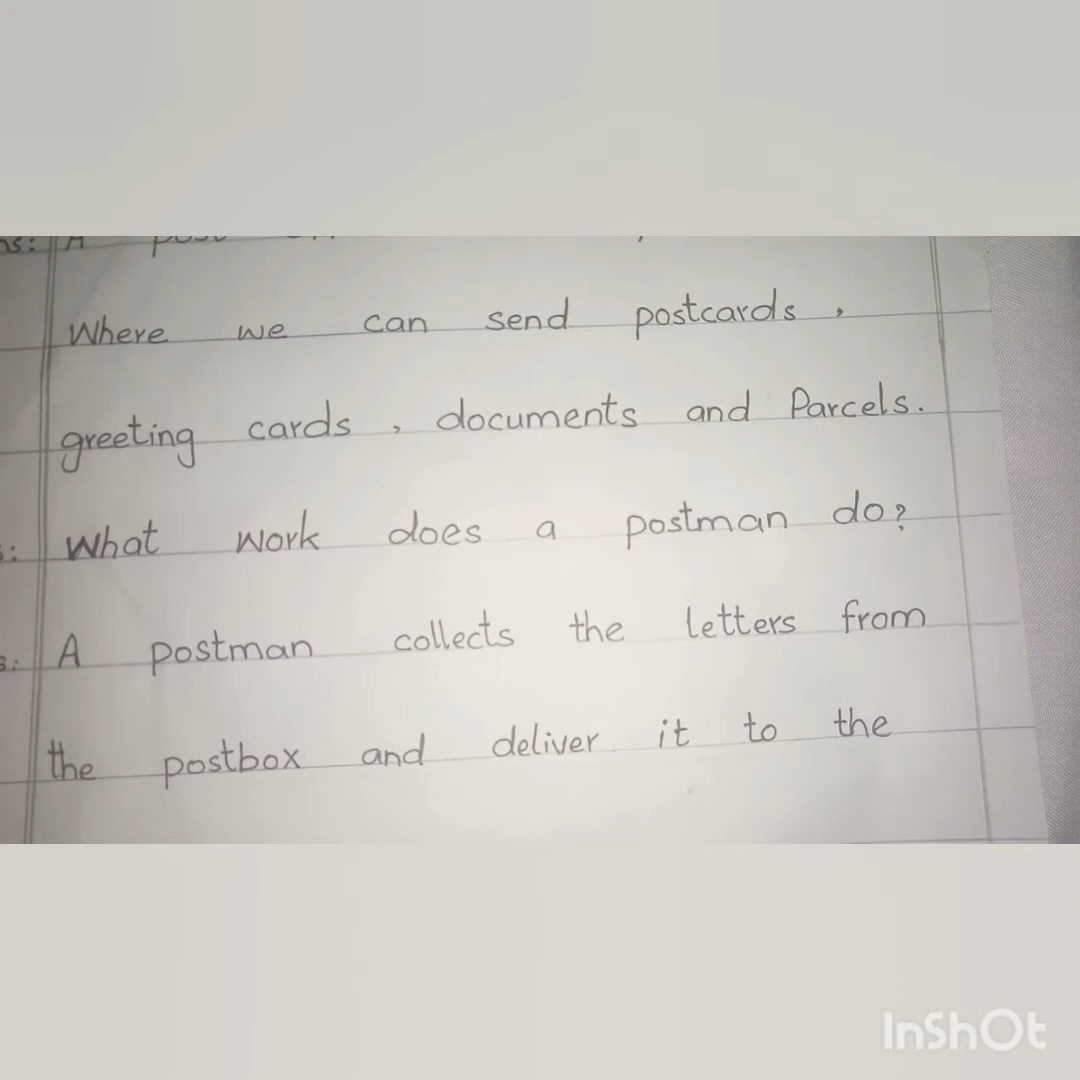 Where we can send postcards,
greeting cards, documents and Parcels.
What work does a postman do?
A postman collects the letters from
the postbox and deliver it to the
InShOt